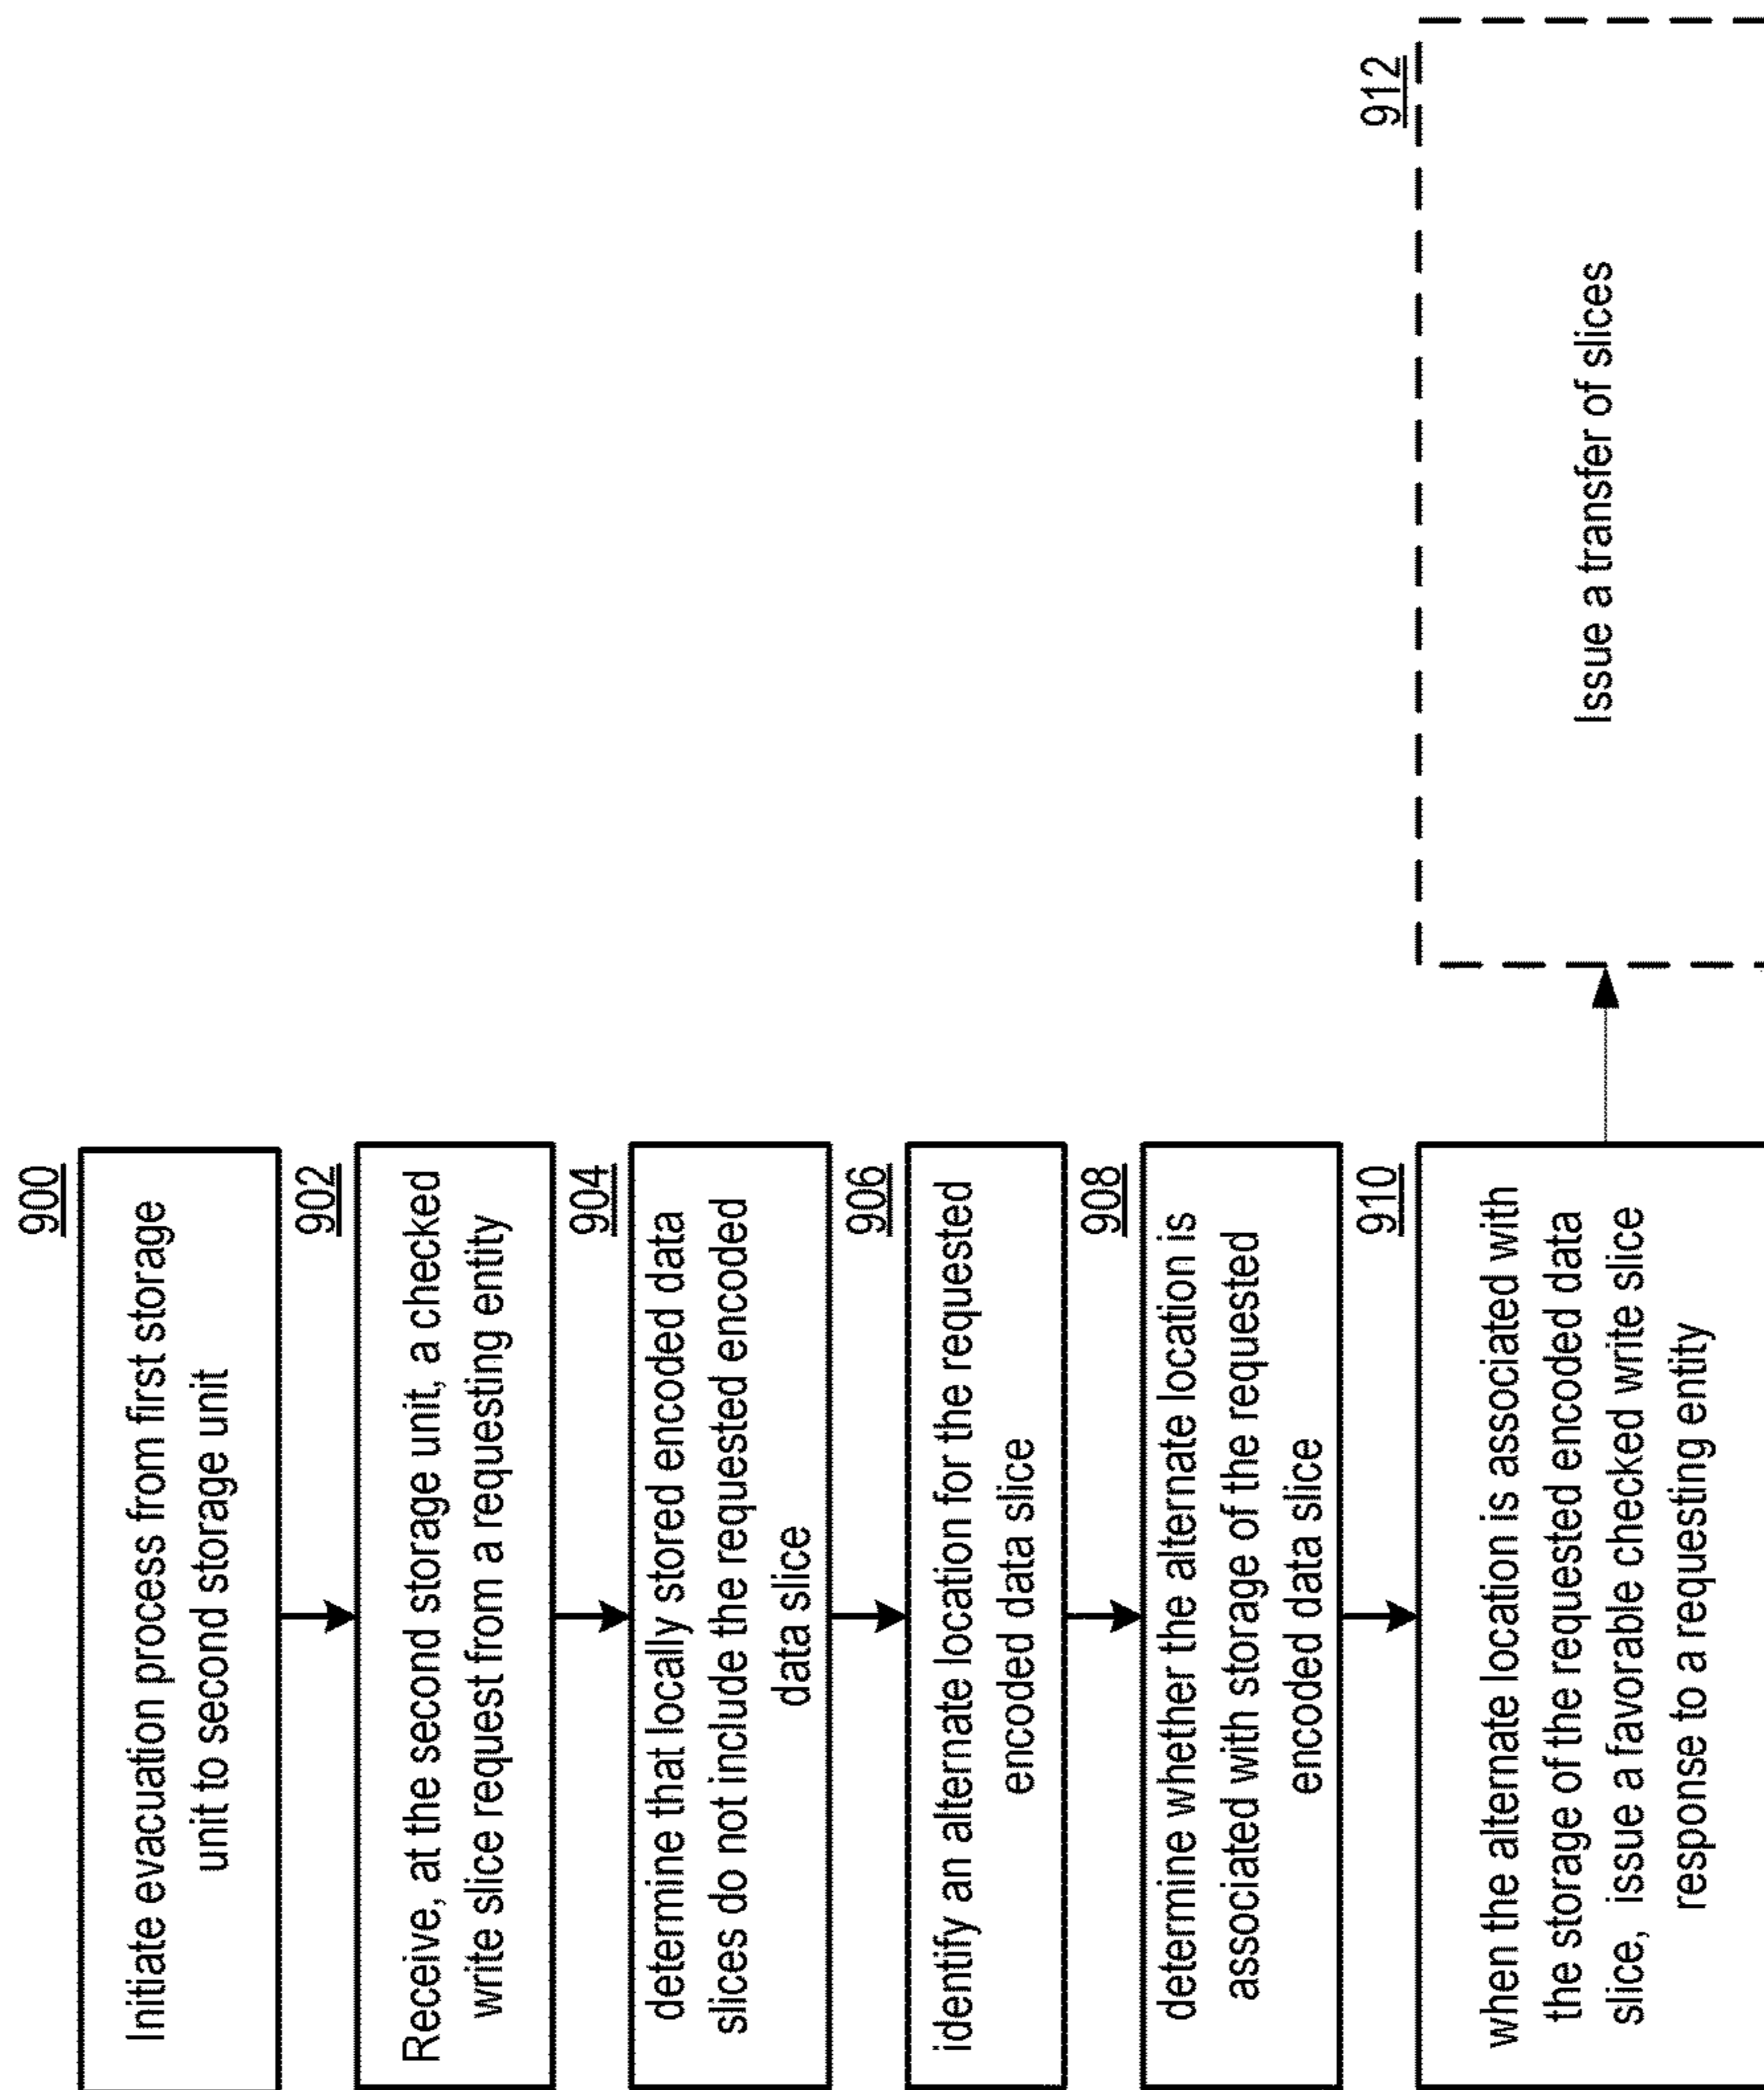 900
Initiate evacuation process from first storage
unit to second storage unit
902
Receive, at the second storage unit, a checked
write slice request from a requesting entity
904
determine that locally stored encoded data
slices do not include the requested encoded
data slice
906
identify an alternate location for the requested
encoded data slice
908
determine whether the alternate location is
associated with storage of the requested
encoded data slice
910
when the alternate location is associated with
the storage of the requested encoded data
slice, issue a favorable checked write slice
response to a requesting entity
912
Issue a transfer of slices